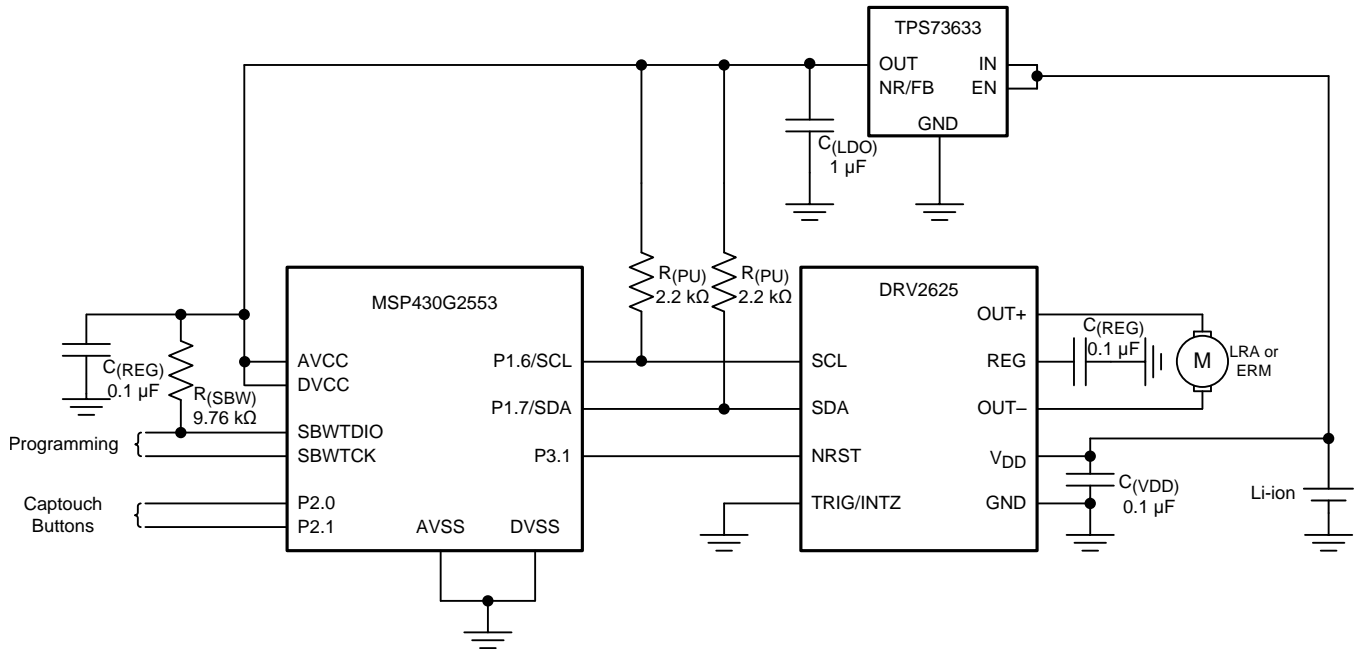 TPS73633
OUT
IN
NR/FB
EN
GND
C(LDO)
1 µF
R(PU)
2.2 kΩ
R(PU)
2.2 kΩ
MSP430G2553
AVCC
DVCC
SBWTDIO
SBWTCK
P2.0
P2.1
P1.6/SCL
P1.7/SDA
P3.1
AVSS
DVSS
C(REG)
0.1 µF
R(SBW)
9.76 kΩ
Programming
Captouch
Buttons
DRV2625
SCL
SDA
NRST
TRIG/INTZ
OUT+
REG
OUT–
VDD
GND
C(REG)
0.1 µF
M
LRA or
ERM
C(VDD)
0.1 µF
Li-ion